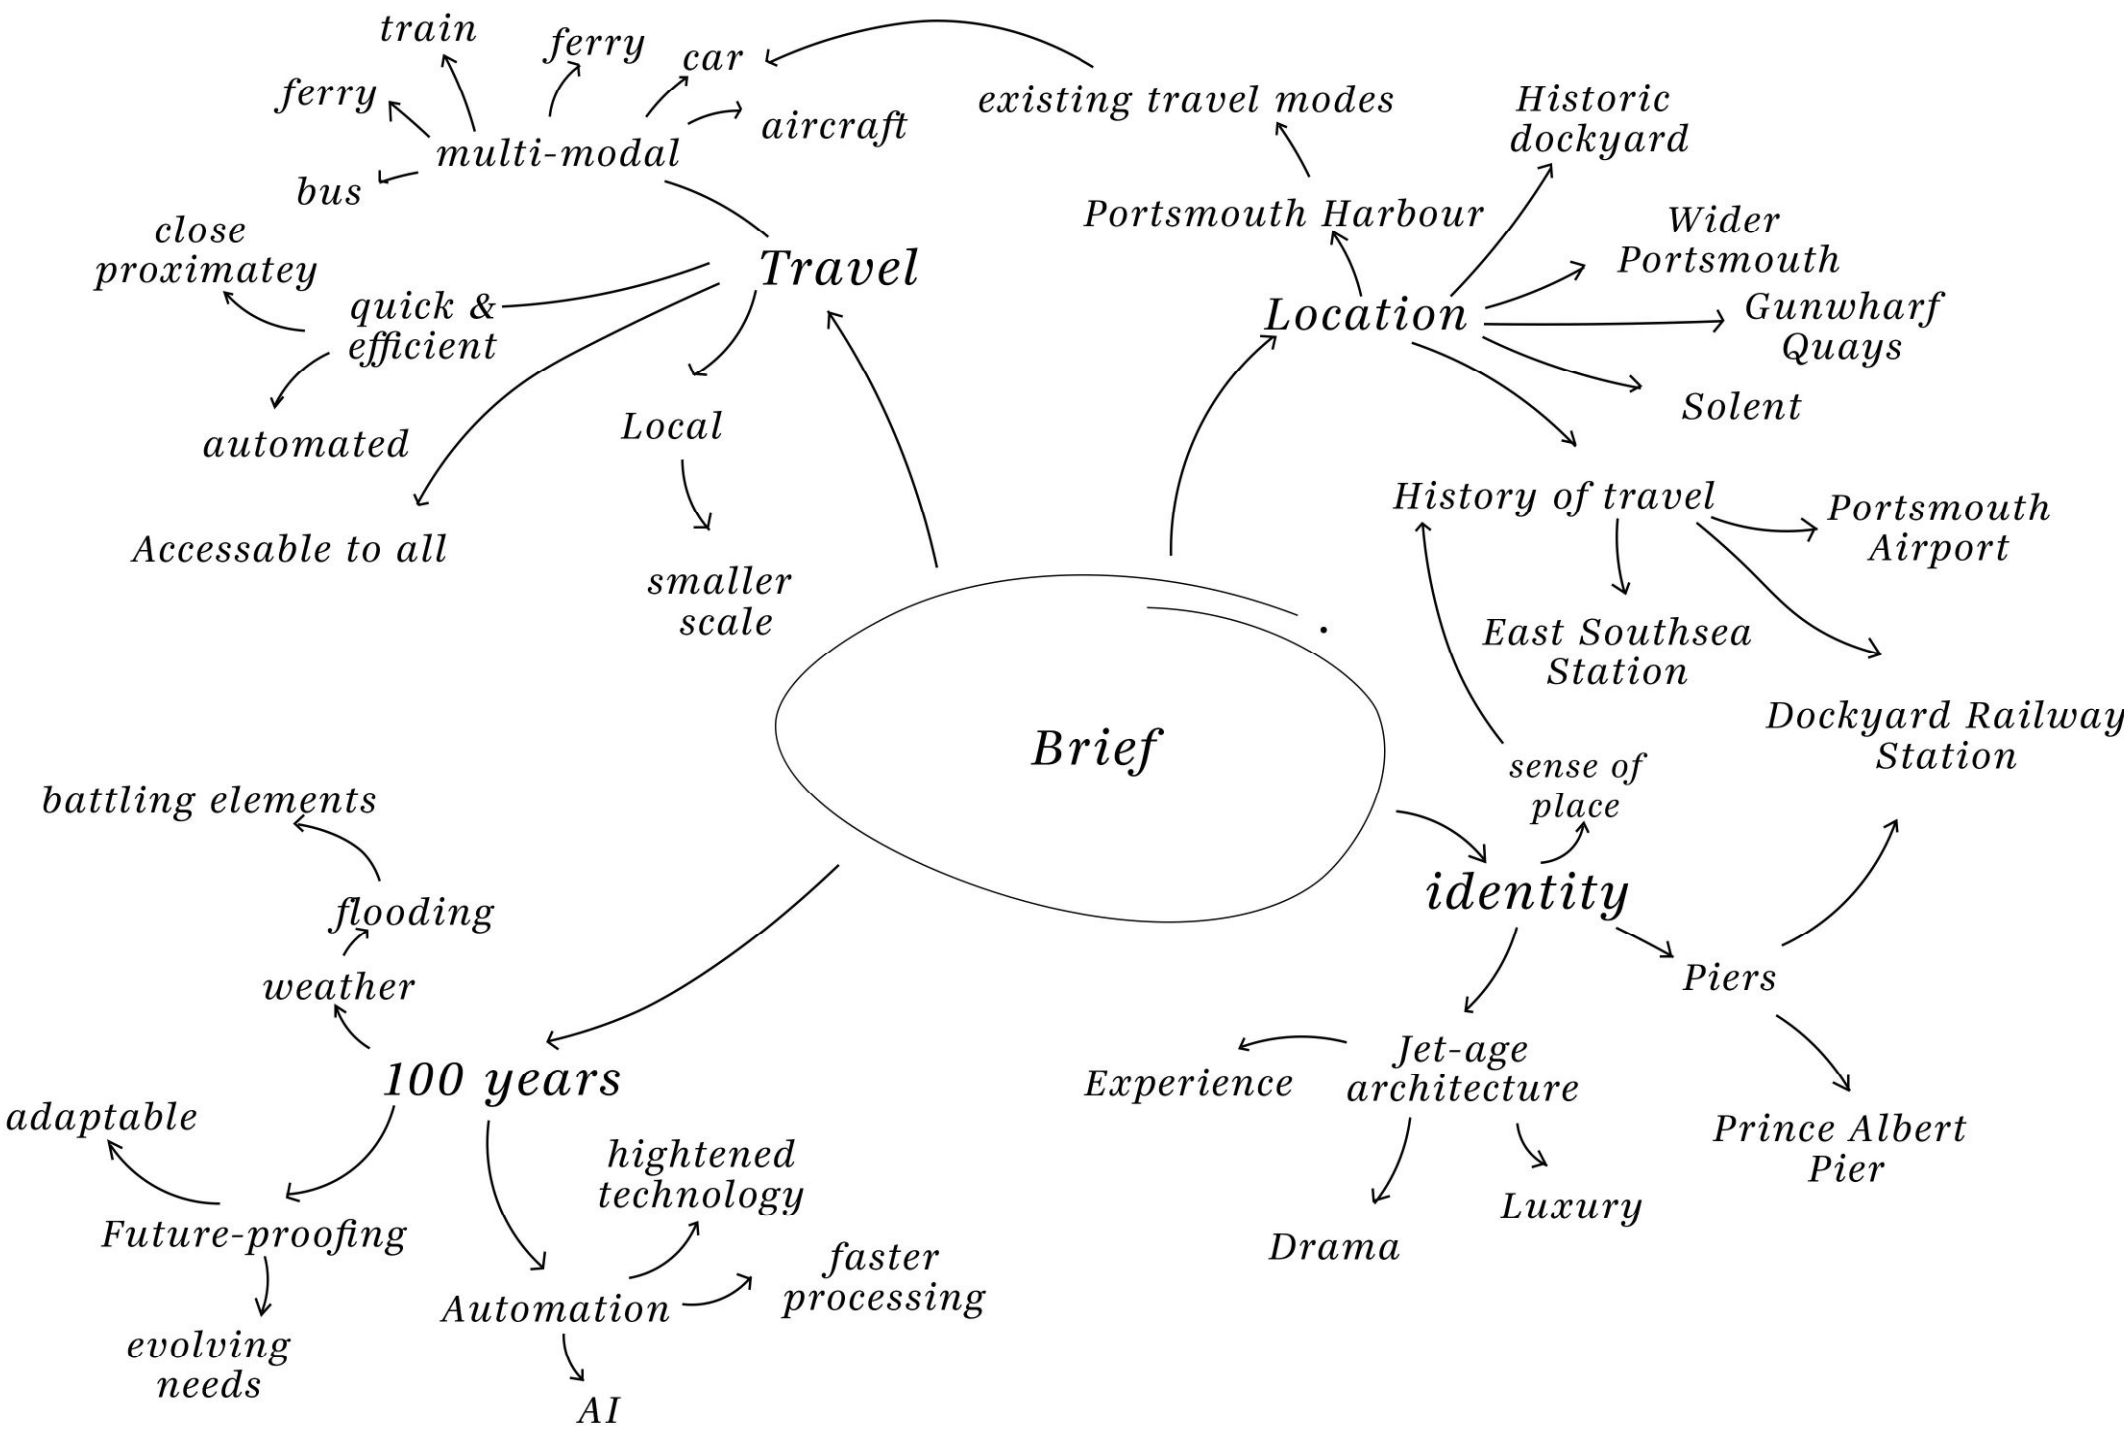 train
ferry
car
ferry
aircraft
multi-modal
bus
existing travel modes
Historic
dockyard
Portsmouth Harbour
Wider
Portsmouth
close
proximatey
Travel
quick &
efficient
Location
Gunwharf
Quays
Solent
automated
Local
Accessable to all
smaller
scale
History of travel
Portsmouth
Airport
East Southsea
Station
Dockyard Railway
Station
Brief
sense of
place
battling elements
identity
flooding
Piers
weather
100 years
Jet-age
architecture
Experience
adaptable
Prince Albert
Pier
hightened
technology
Luxury
Future-proofing
Drama
faster
processing
Automation
evolving
needs
AI